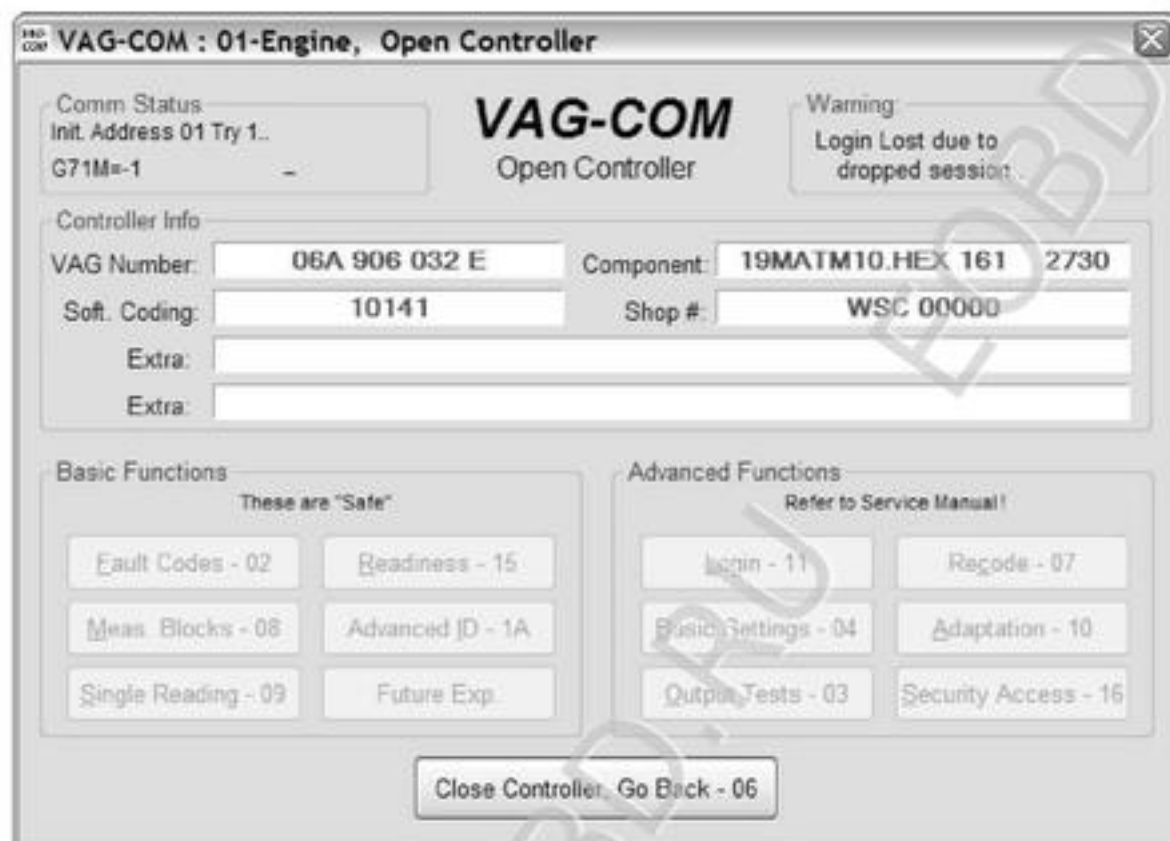 VAG-COM : 01-Engine, Open Controller
Comm Status
Init. Address 01 Try 1..
G71M=-1 –
VAG-COM
Open Controller
Warning:
Login Lost due to
dropped session..
Controller Info
VAG Number: 06A 906 032 E Component: 19MATM10.HEX 161 2730
Soft. Coding: 10141 Shop #: WSC 00000
Extra:
Extra:
Basic Functions
These are "Safe"
Fault Codes - 02 Readiness - 15
Meas. Blocks - 08 Advanced ID - 1A
Single Reading - 09 Future Exp.
Advanced Functions
Refer to Service Manual!
Login - 11 Recode - 07
Basic Settings - 04 Adaptation - 10
Output Tests - 03 Security Access - 16
Close Controller, Go Back - 06
EOBD
BD.RU